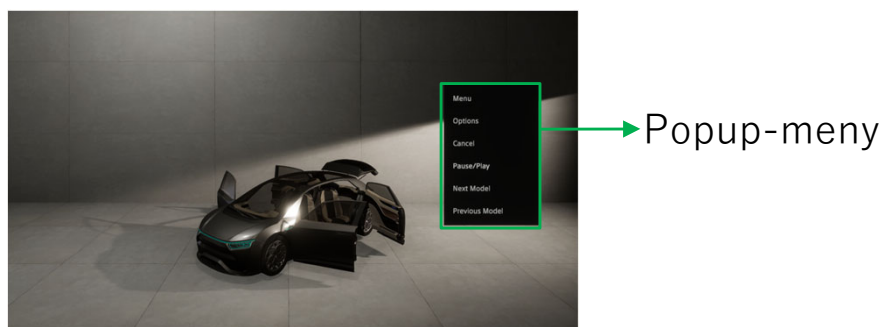 Menu
Options
Cancel
Pause/Play
Next Model
Previous Model
Popup-meny